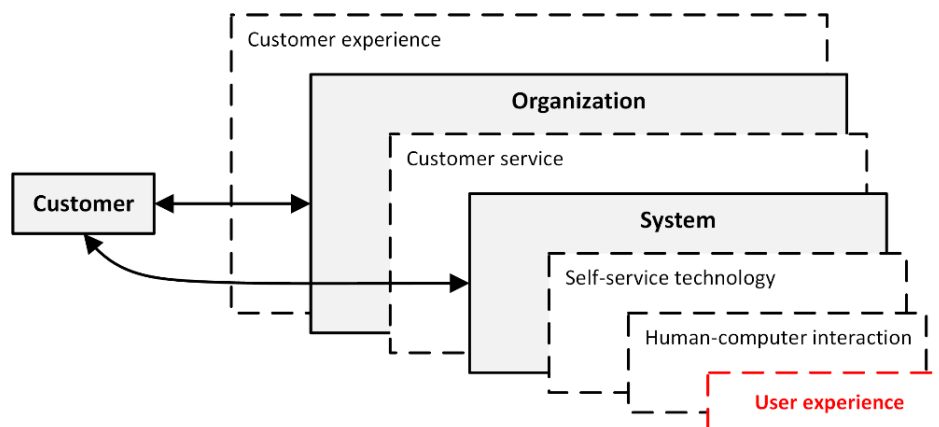 Customer experience
Organization
Customer service
Customer
System
Self-service technology
Human-computer interaction
User experience